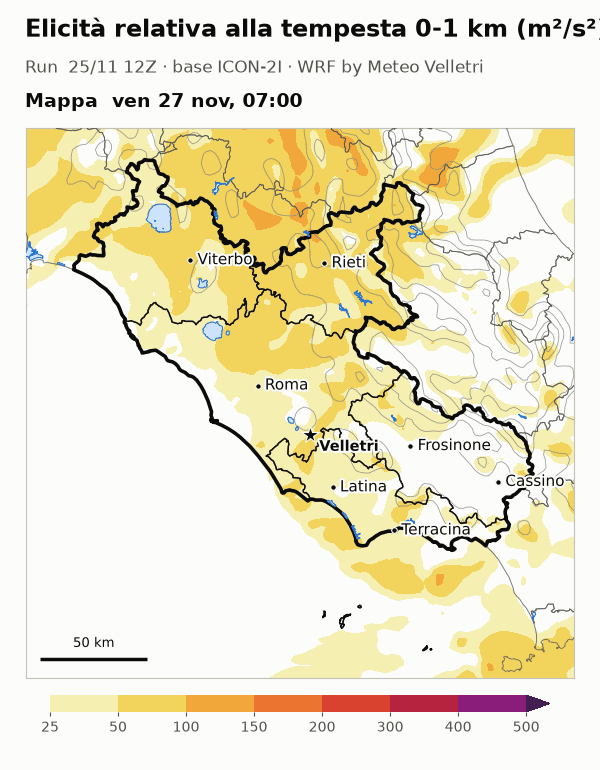 Elicità relativa alla tempesta 0-1 km (m²/s²)
Run  25/11 12Z · base ICON-2I · WRF by Meteo Velletri
Mappa  ven 27 nov, 07:00
Viterbo
Rieti
Roma
Velletri
Frosinone
Latina
Cassino
Terracina
50 km
25 50 100 150 200 300 400 500